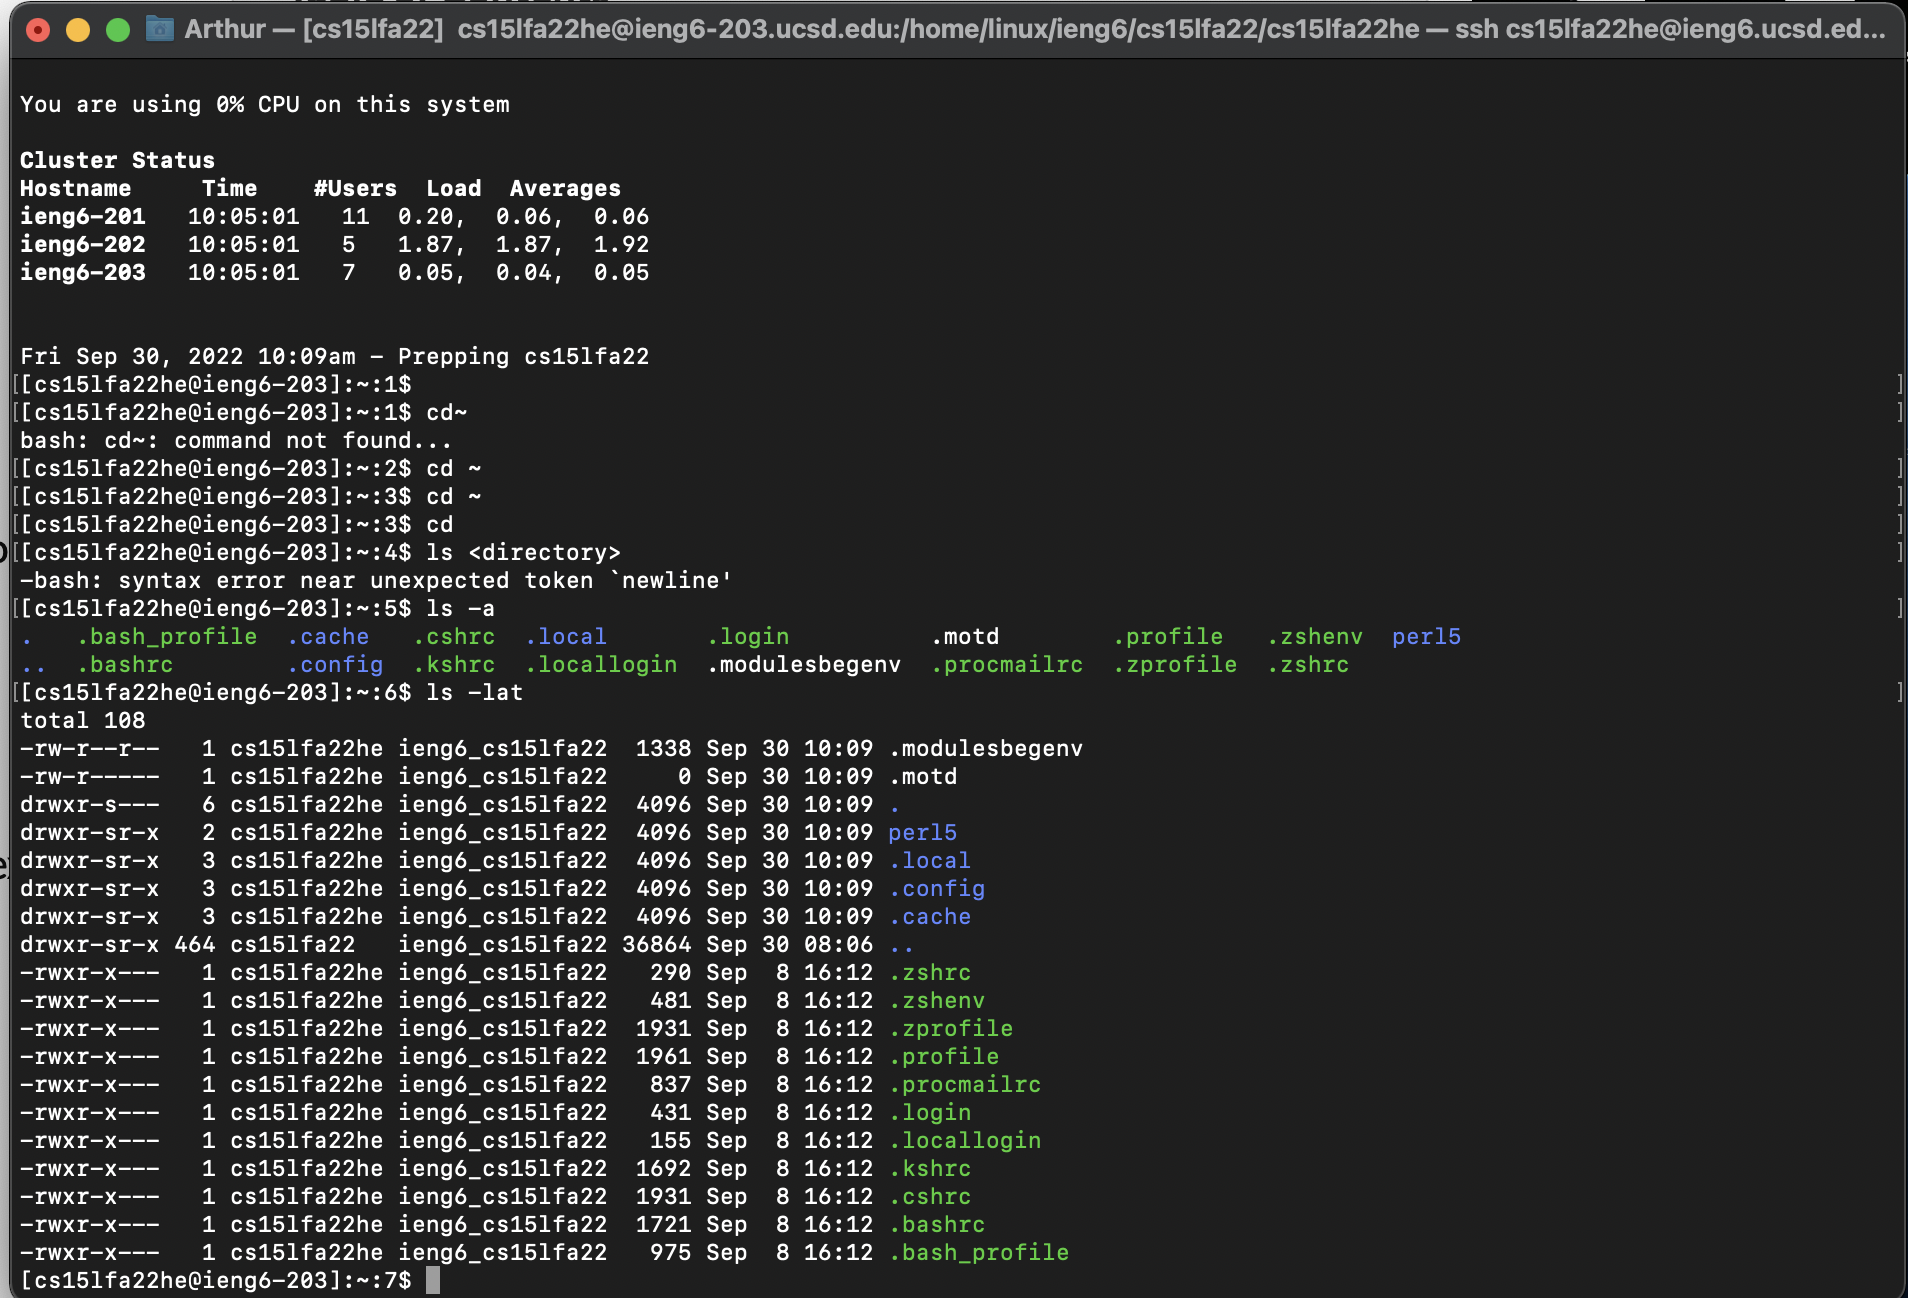 Arthur — [cs15lfa22] cs15lfa22he@ieng6-203.ucsd.edu:/home/linux/ieng6/cs15lfa22/cs15lfa22he — ssh cs15lfa22he@ieng6.ucsd.ed...
You are using 0% CPU on this system
Cluster Status
Hostname     Time    #Users  Load  Averages
ieng6-201   10:05:01   11  0.20,  0.06,  0.06
ieng6-202   10:05:01   5   1.87,  1.87,  1.92
ieng6-203   10:05:01   7   0.05,  0.04,  0.05
Fri Sep 30, 2022 10:09am - Prepping cs15lfa22
[[cs15lfa22he@ieng6-203]:~:1$ ]
[[cs15lfa22he@ieng6-203]:~:1$ cd~ ]
bash: cd~: command not found...
[[cs15lfa22he@ieng6-203]:~:2$ cd ~ ]
[[cs15lfa22he@ieng6-203]:~:3$ cd ~ ]
[[cs15lfa22he@ieng6-203]:~:3$ cd ]
[[cs15lfa22he@ieng6-203]:~:4$ ls <directory> ]
-bash: syntax error near unexpected token `newline'
[[cs15lfa22he@ieng6-203]:~:5$ ls -a ]
.   .bash_profile  .cache   .cshrc  .local       .login          .motd        .profile   .zshenv  perl5
..  .bashrc        .config  .kshrc  .locallogin  .modulesbegenv  .procmailrc  .zprofile  .zshrc
[[cs15lfa22he@ieng6-203]:~:6$ ls -lat ]
total 108
-rw-r--r--   1 cs15lfa22he ieng6_cs15lfa22  1338 Sep 30 10:09 .modulesbegenv
-rw-r-----   1 cs15lfa22he ieng6_cs15lfa22     0 Sep 30 10:09 .motd
drwxr-s---   6 cs15lfa22he ieng6_cs15lfa22  4096 Sep 30 10:09 .
drwxr-sr-x   2 cs15lfa22he ieng6_cs15lfa22  4096 Sep 30 10:09 perl5
drwxr-sr-x   3 cs15lfa22he ieng6_cs15lfa22  4096 Sep 30 10:09 .local
drwxr-sr-x   3 cs15lfa22he ieng6_cs15lfa22  4096 Sep 30 10:09 .config
drwxr-sr-x   3 cs15lfa22he ieng6_cs15lfa22  4096 Sep 30 10:09 .cache
drwxr-sr-x 464 cs15lfa22   ieng6_cs15lfa22 36864 Sep 30 08:06 ..
-rwxr-x---   1 cs15lfa22he ieng6_cs15lfa22   290 Sep  8 16:12 .zshrc
-rwxr-x---   1 cs15lfa22he ieng6_cs15lfa22   481 Sep  8 16:12 .zshenv
-rwxr-x---   1 cs15lfa22he ieng6_cs15lfa22  1931 Sep  8 16:12 .zprofile
-rwxr-x---   1 cs15lfa22he ieng6_cs15lfa22  1961 Sep  8 16:12 .profile
-rwxr-x---   1 cs15lfa22he ieng6_cs15lfa22   837 Sep  8 16:12 .procmailrc
-rwxr-x---   1 cs15lfa22he ieng6_cs15lfa22   431 Sep  8 16:12 .login
-rwxr-x---   1 cs15lfa22he ieng6_cs15lfa22   155 Sep  8 16:12 .locallogin
-rwxr-x---   1 cs15lfa22he ieng6_cs15lfa22  1692 Sep  8 16:12 .kshrc
-rwxr-x---   1 cs15lfa22he ieng6_cs15lfa22  1931 Sep  8 16:12 .cshrc
-rwxr-x---   1 cs15lfa22he ieng6_cs15lfa22  1721 Sep  8 16:12 .bashrc
-rwxr-x---   1 cs15lfa22he ieng6_cs15lfa22   975 Sep  8 16:12 .bash_profile
[cs15lfa22he@ieng6-203]:~:7$